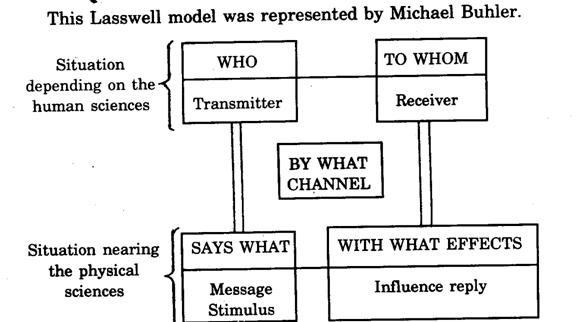 This Lasswell model was represented by Michael Buhler.
Situation
depending on the
human sciences
WHO
Transmitter
TO WHOM
Receiver
BY WHAT
CHANNEL
Situation nearing
the physical
sciences
SAYS WHAT
Message
Stimulus
WITH WHAT EFFECTS
Influence reply